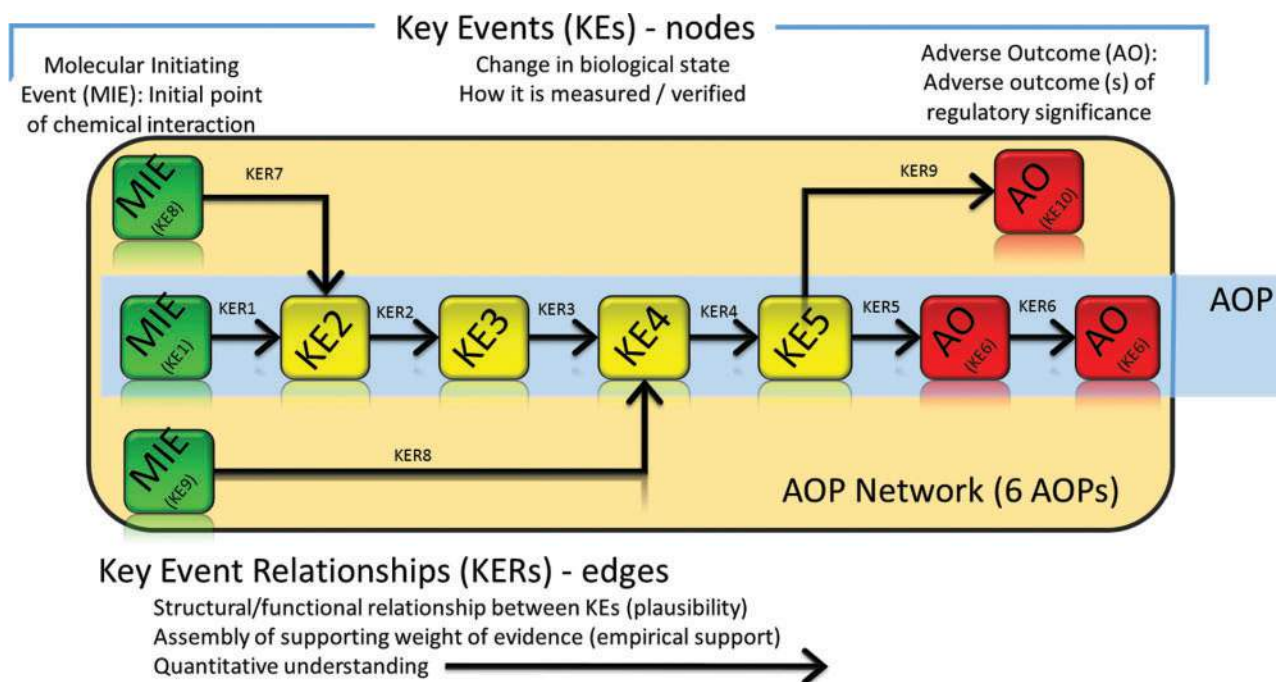 Key Events (KEs) - nodes
Molecular Initiating
Event (MIE): Initial point
of chemical interaction
Change in biological state
How it is measured / verified
Adverse Outcome (AO):
Adverse outcome (s) of
regulatory significance
MIE
(KE8)
KER7
KER9
AO
(KE10)
MIE
(KE1)
KER1
KE2
KER2
KE3
KER3
KE4
KER4
KE5
KER5
AO
(KE6)
KER6
AO
(KE6)
AOP
MIE
(KE9)
KER8
AOP Network (6 AOPs)
Key Event Relationships (KERs) - edges
Structural/functional relationship between KEs (plausibility)
Assembly of supporting weight of evidence (empirical support)
Quantitative understanding